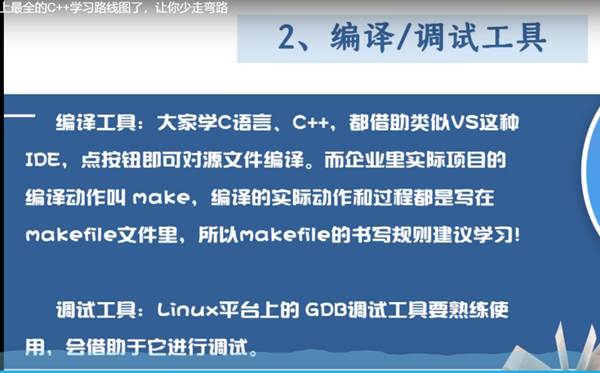 上最全的C++学习路线图了，让你少走弯路
2、编译/调试工具
编译工具：大家学C语言、C++，都借助类似VS这种
IDE，点按钮即可对源文件编译。而企业里实际项目的
编译动作叫 make，编译的实际动作和过程都是写在
makefile文件里，所以makefile的书写规则建议学习！
调试工具：Linux平台上的 GDB调试工具要熟练使
用，会借助于它进行调试。